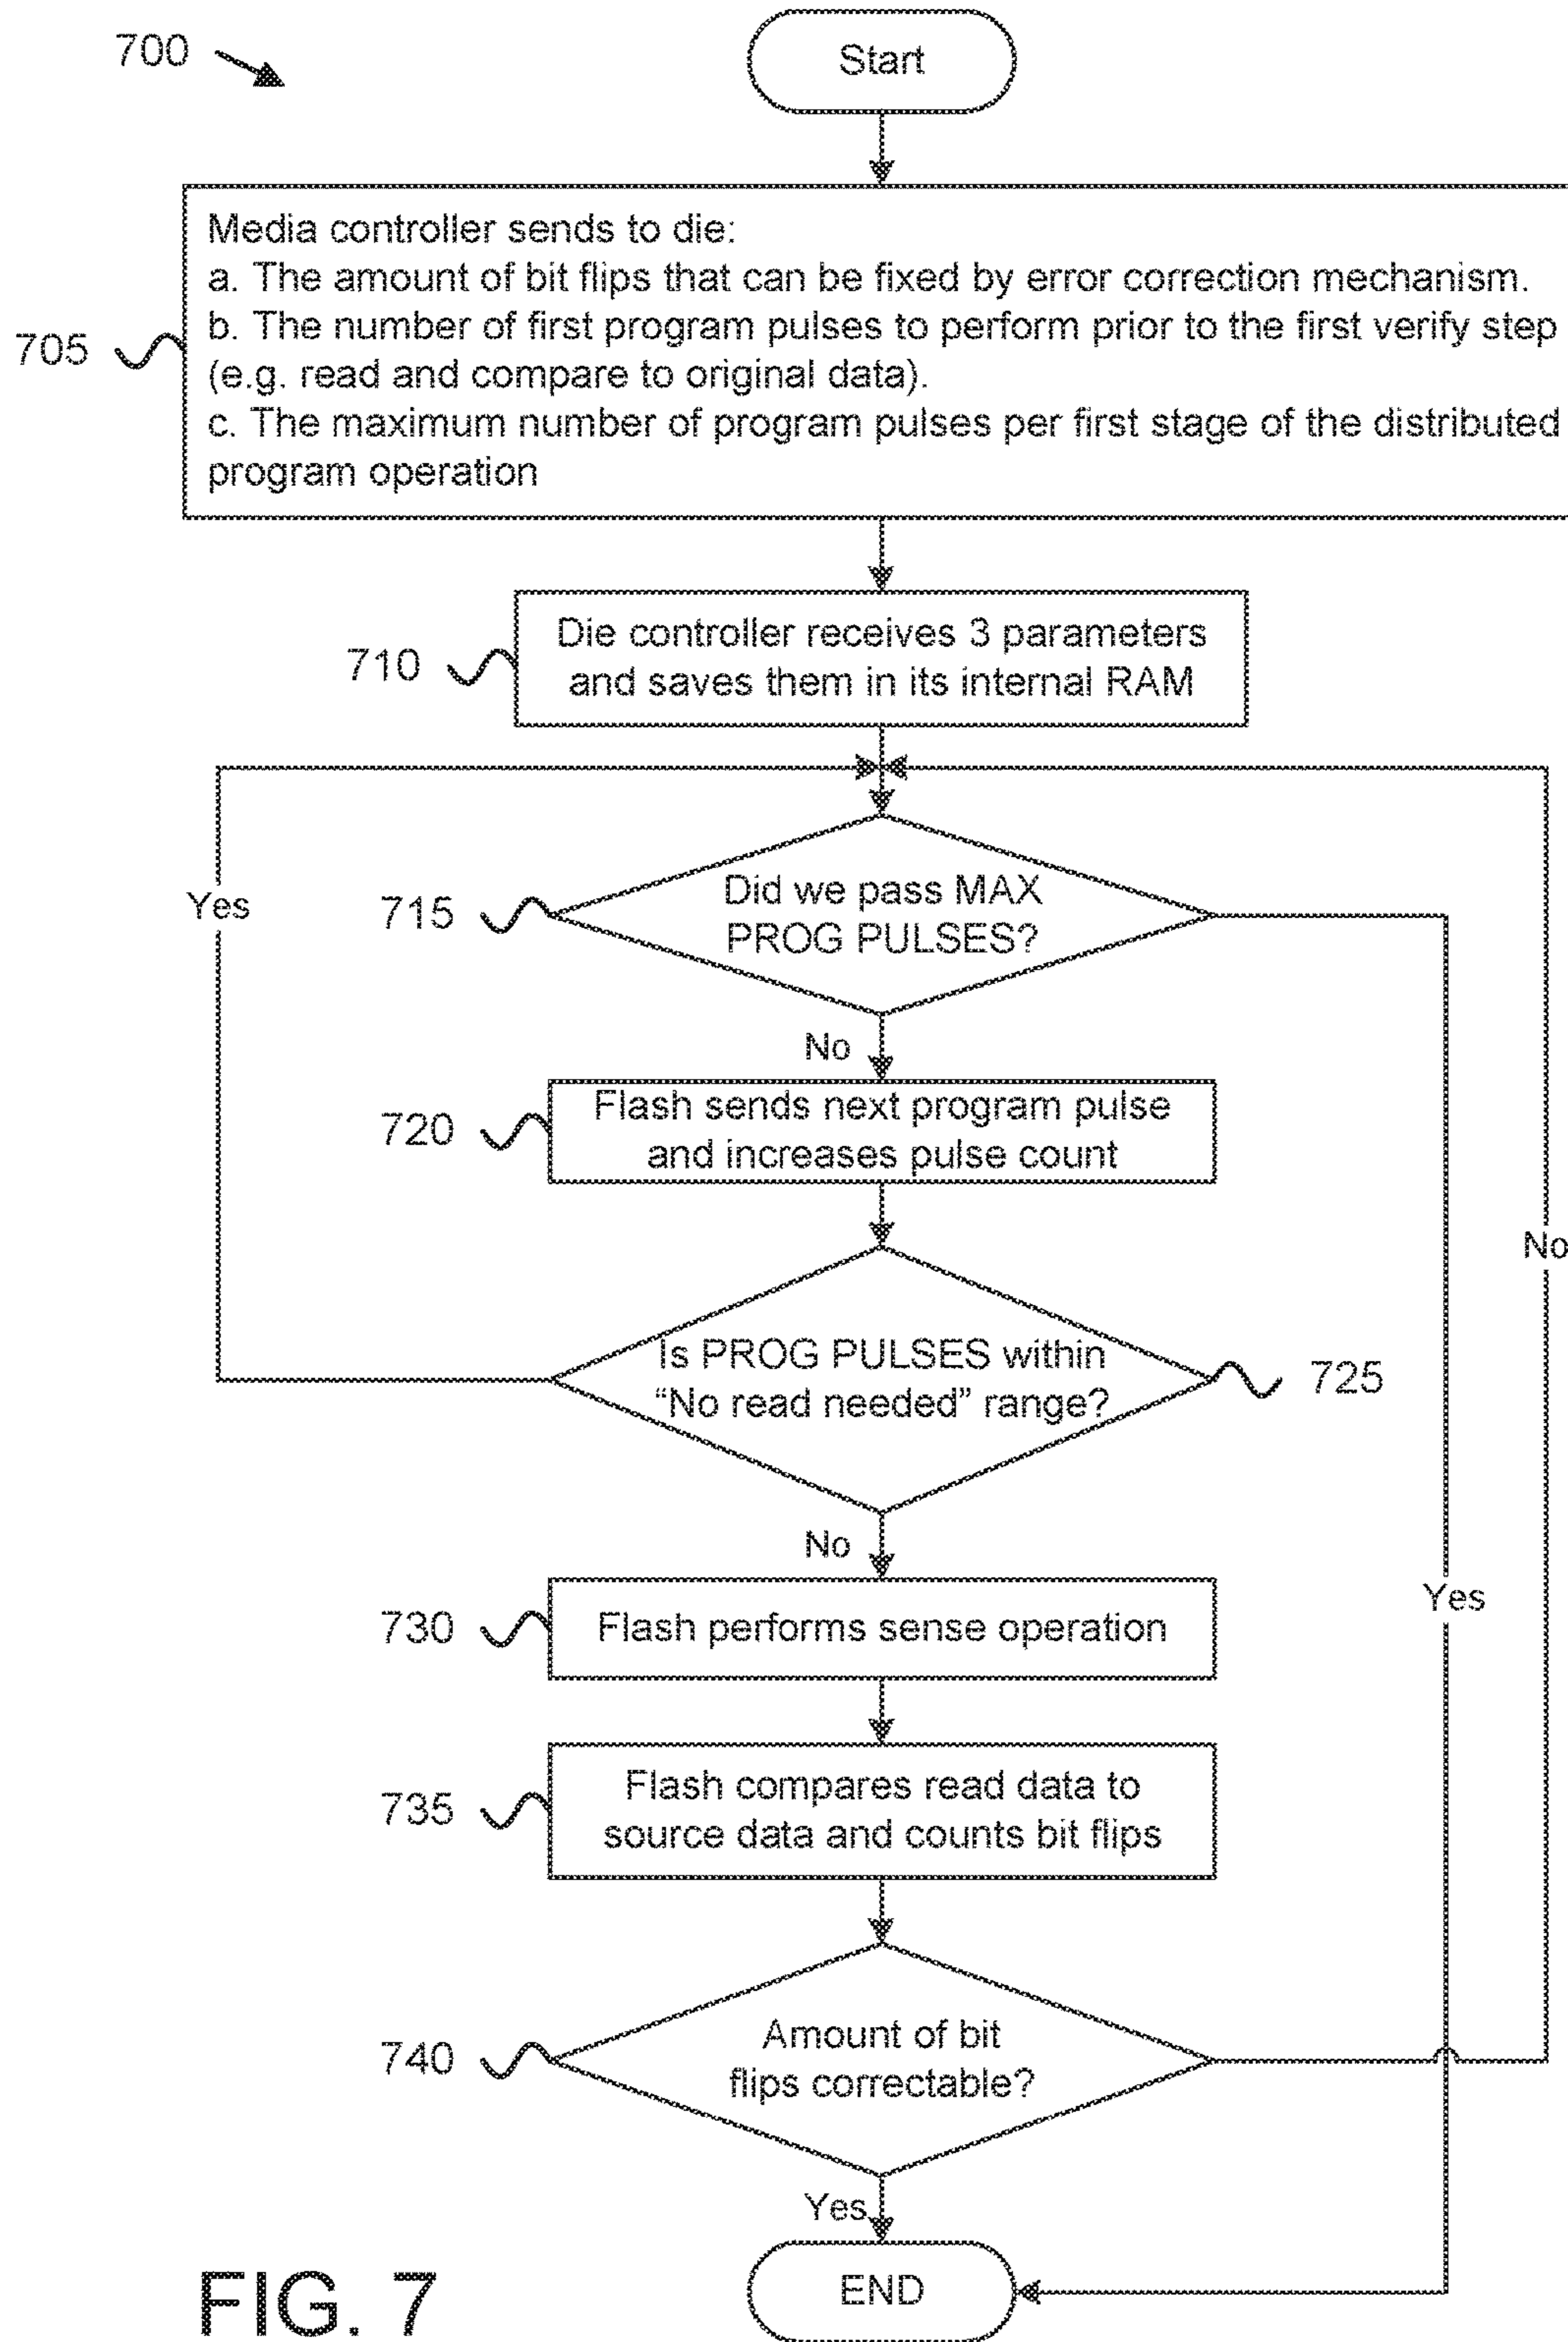 700
Start
Media controller sends to die:
a. The amount of bit flips that can be fixed by error correction mechanism.
b. The number of first program pulses to perform prior to the first verify step
(e.g. read and compare to original data).
c. The maximum number of program pulses per first stage of the distributed
program operation
705
Die controller receives 3 parameters
and saves them in its internal RAM
710
Yes
715
Did we pass MAX
PROG PULSES?
No
720
Flash sends next program pulse
and increases pulse count
No
Is PROG PULSES within
"No read needed" range?
725
No
Yes
730
Flash performs sense operation
735
Flash compares read data to
source data and counts bit flips
740
Amount of bit
flips correctable?
Yes
END
FIG. 7